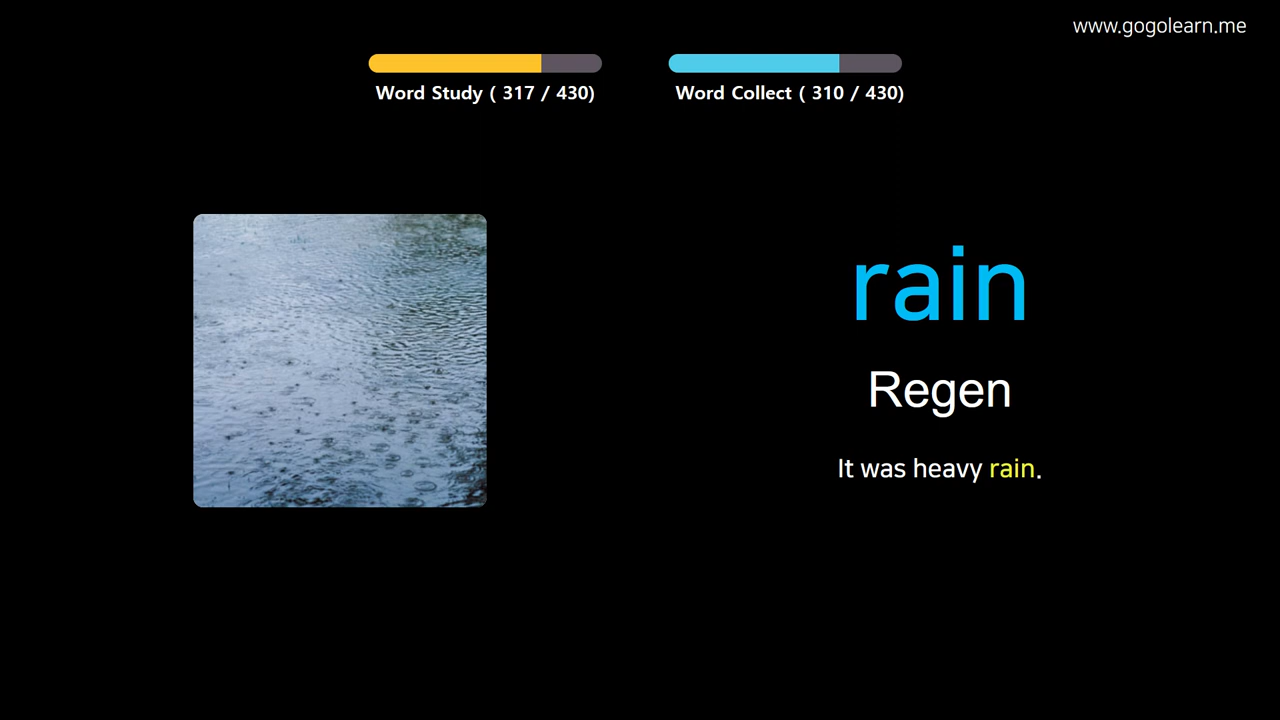 www.gogolearn.me
Word Study ( 317 / 430)
Word Collect ( 310 / 430)
rain
Regen
It was heavy rain.